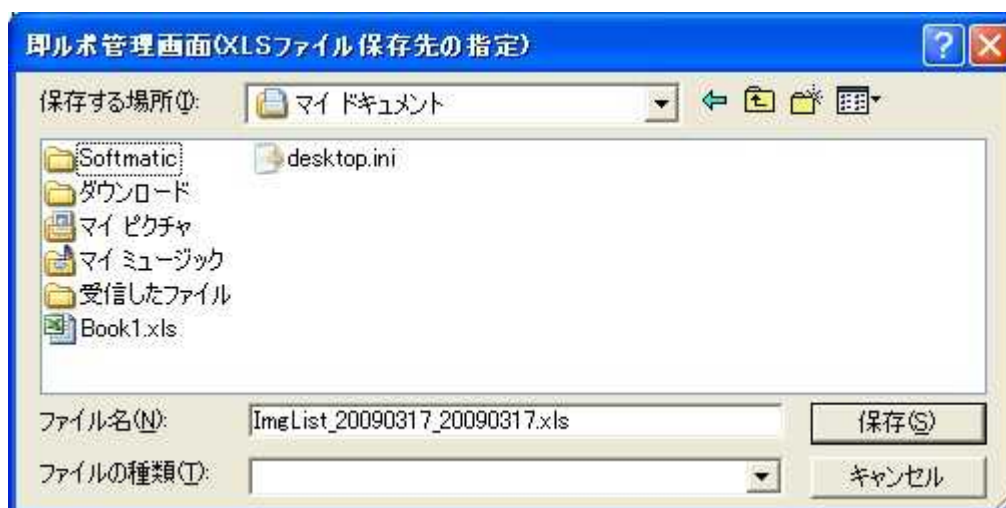 即ルポ管理画面(XLSファイル保存先の指定)
保存する場所(I):
マイ ドキュメント
Softmatic
desktop.ini
ダウンロード
マイ ピクチャ
マイ ミュージック
受信したファイル
Book1.xls
ファイル名(N):
ImgList_20090317_20090317.xls
保存(S)
ファイルの種類(T):
キャンセル